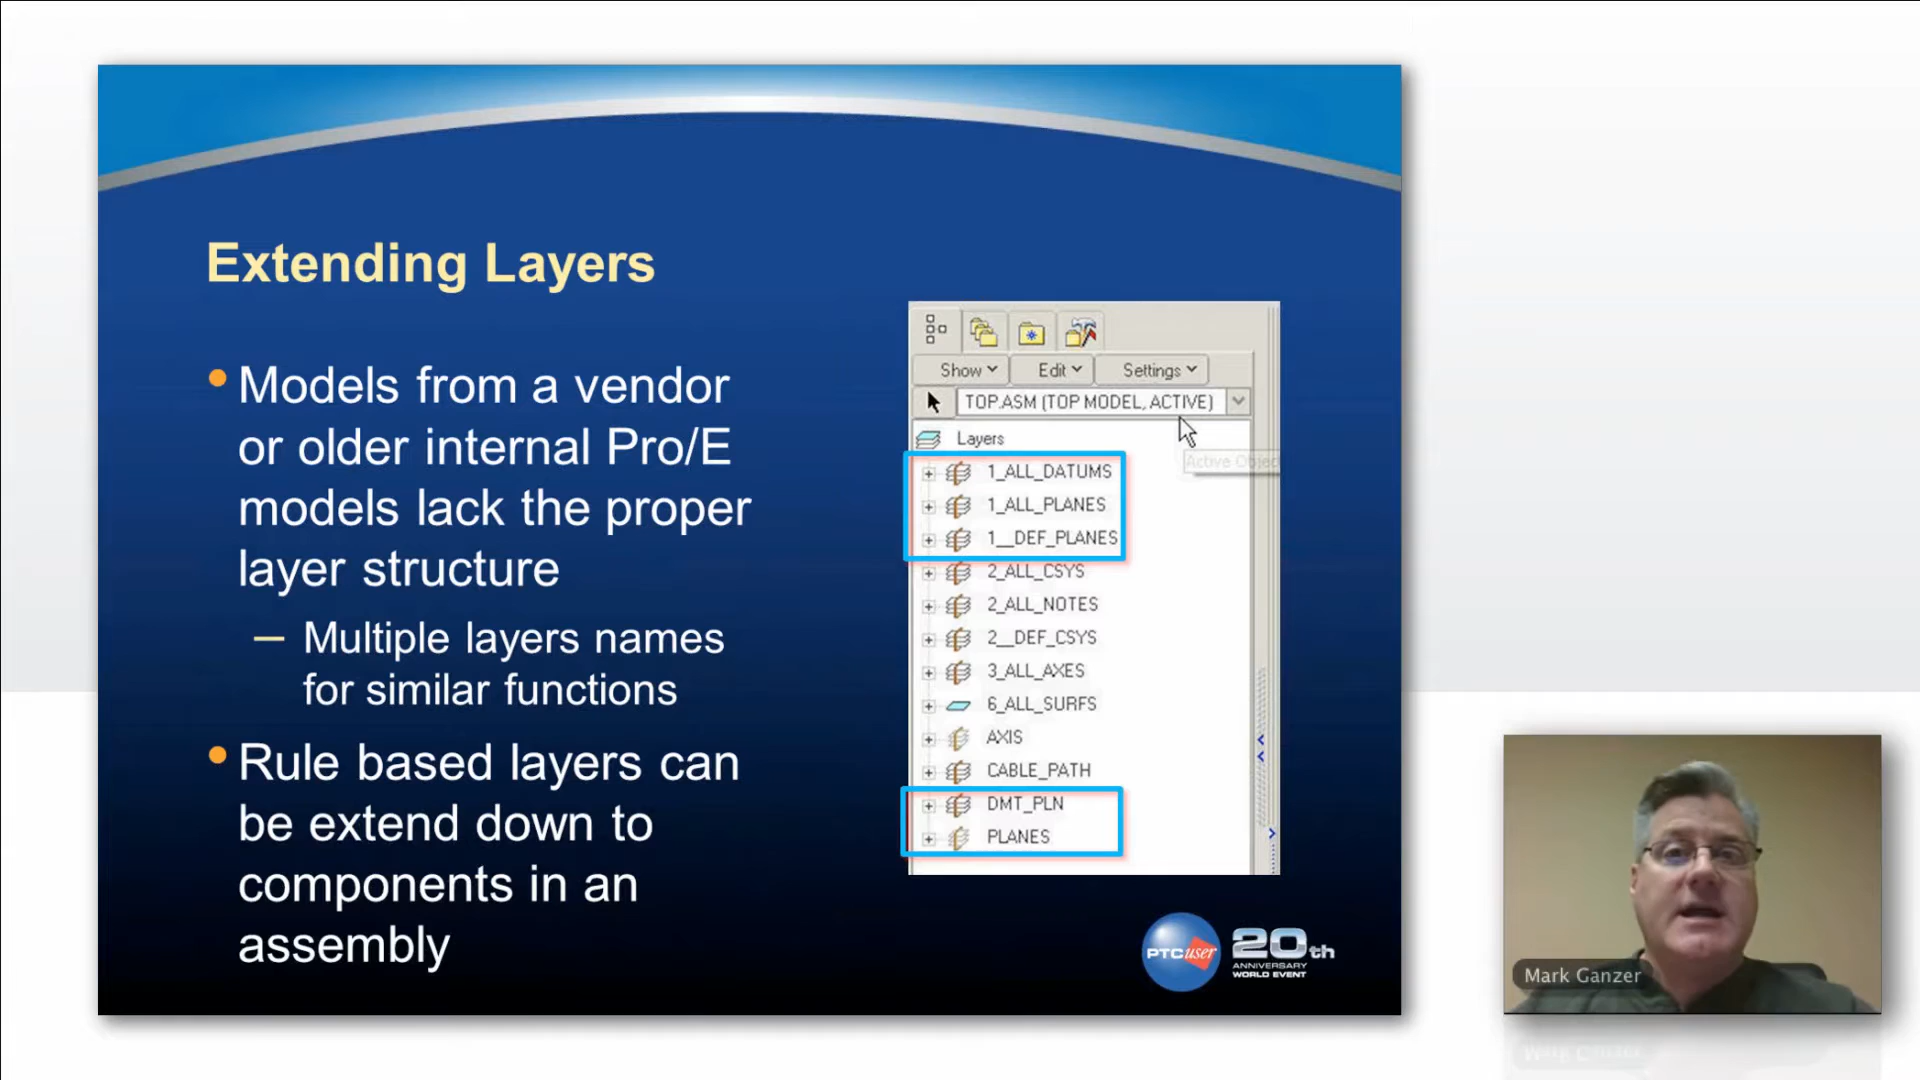 Extending Layers
• Models from a vendor
or older internal Pro/E
models lack the proper
layer structure
– Multiple layers names
for similar functions
• Rule based layers can
be extend down to
components in an
assembly
Show Edit Settings
TOP.ASM (TOP MODEL, ACTIVE)
Active Objec
Layers
1_ALL_DATUMS
1_ALL_PLANES
1__DEF_PLANES
2_ALL_CSYS
2_ALL_NOTES
2__DEF_CSYS
3_ALL_AXES
6_ALL_SURFS
AXIS
CABLE_PATH
DMT_PLN
PLANES
PTCuser
20th
ANNIVERSARY
WORLD EVENT
Mark Ganzer